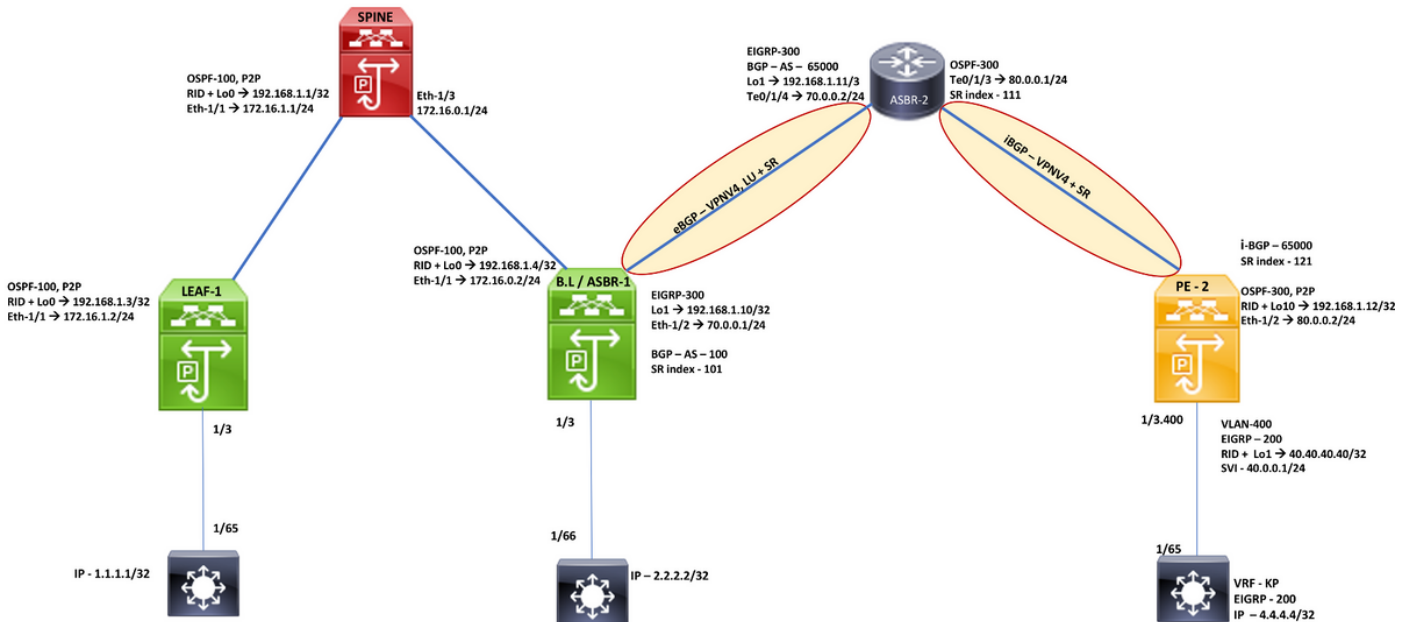 SPINE
OSPF-100, P2P
RID + Lo0 → 192.168.1.1/32
Eth-1/1 → 172.16.1.1/24
Eth-1/3
172.16.0.1/24
EIGRP-300
BGP – AS – 65000
Lo1 → 192.168.1.11/3
Te0/1/4 → 70.0.0.2/24
ASBR-2
OSPF-300
Te0/1/3 → 80.0.0.1/24
SR index - 111
eBGP – VPNV4, LU + SR
iBGP – VPNV4 + SR
OSPF-100, P2P
RID + Lo0 → 192.168.1.3/32
Eth-1/1 → 172.16.1.2/24
LEAF-1
OSPF-100, P2P
RID + Lo0 → 192.168.1.4/32
Eth-1/1 → 172.16.0.2/24
B.L / ASBR-1
EIGRP-300
Lo1 → 192.168.1.10/32
Eth-1/2 → 70.0.0.1/24
BGP – AS – 100
SR index - 101
i-BGP – 65000
SR index - 121
PE - 2
OSPF-300, P2P
RID + Lo10 → 192.168.1.12/32
Eth-1/2 → 80.0.0.2/24
P
P
P
P
1/3
1/3
1/3.400
VLAN-400
EIGRP – 200
RID + Lo1 → 40.40.40.40/32
SVI - 40.0.0.1/24
1/65
1/66
1/65
IP - 1.1.1.1/32
IP – 2.2.2.2/32
VRF - KP
EIGRP - 200
IP – 4.4.4.4/32